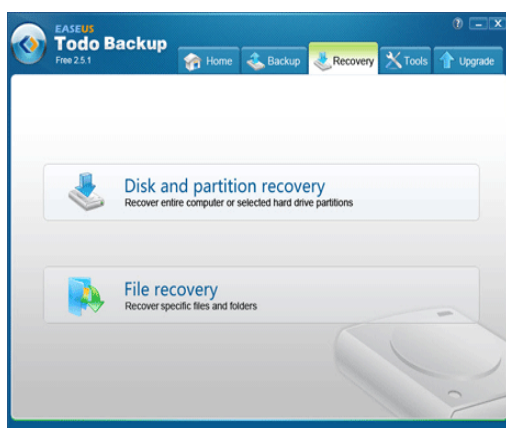 EASEUS
Todo Backup
Free 2.5.1
Home
Backup
Recovery
Tools
Upgrade
Disk and partition recovery
Recover entire computer or selected hard drive partitions
File recovery
Recover specific files and folders